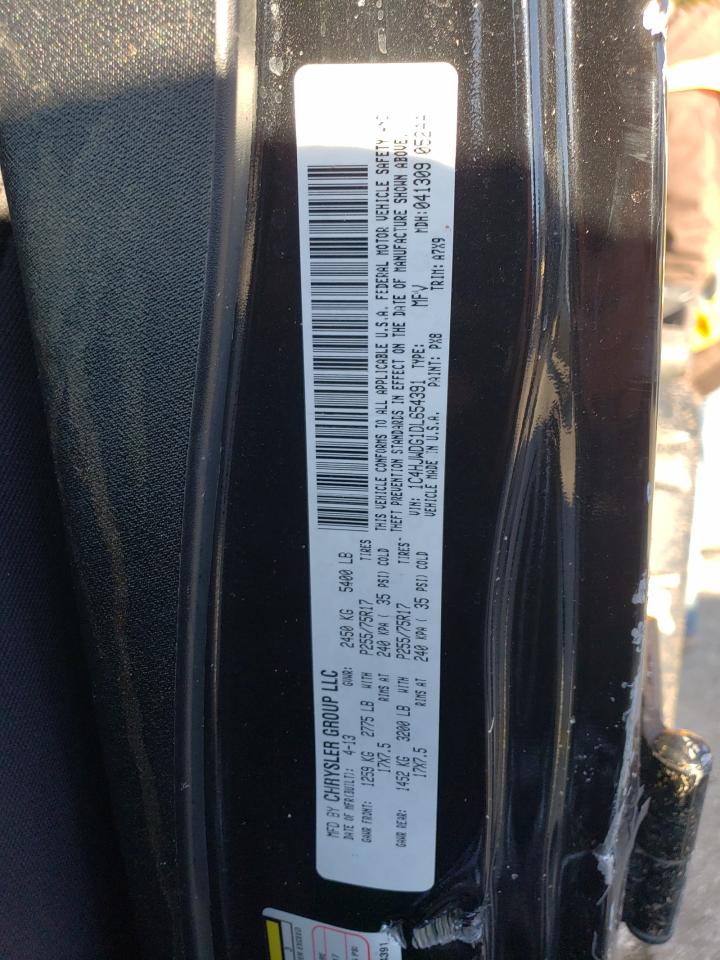 MFD BY CHRYSLER GROUP LLC
DATE OF MFR(BUILT): 4-13 GVWR: 2450 KG 5400 LB
GAWR FRONT: 1259 KG 2775 LB WITH P255/75R17 TIRES
17X7.5 RIMS AT 240 KPA ( 35 PSI) COLD
GAWR REAR: 1452 KG 3200 LB WITH P255/75R17 TIRES
17X7.5 RIMS AT 240 KPA ( 35 PSI) COLD
THIS VEHICLE CONFORMS TO ALL APPLICABLE U.S.A. FEDERAL MOTOR VEHICLE SAFETY AND
THEFT PREVENTION STANDARDS IN EFFECT ON THE DATE OF MANUFACTURE SHOWN ABOVE.
VIN: 1C4HJWDG1DL654391 TYPE: MPV MDH:041309 05244
VEHICLE MADE IN U.S.A. PAINT: PX8 TRIM: A7X9